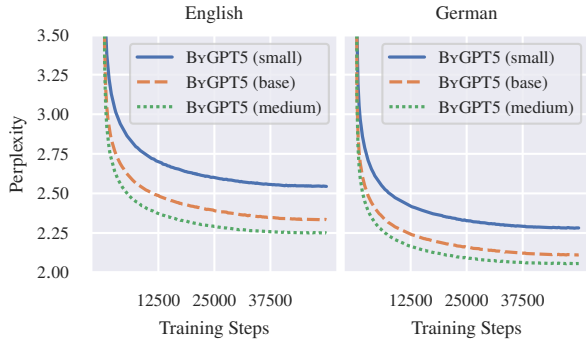 English
German
Perplexity
3.50
3.25
3.00
2.75
2.50
2.25
2.00
ByGPT5 (small)
ByGPT5 (base)
ByGPT5 (medium)
ByGPT5 (small)
ByGPT5 (base)
ByGPT5 (medium)
12500 25000 37500
12500 25000 37500
Training Steps
Training Steps